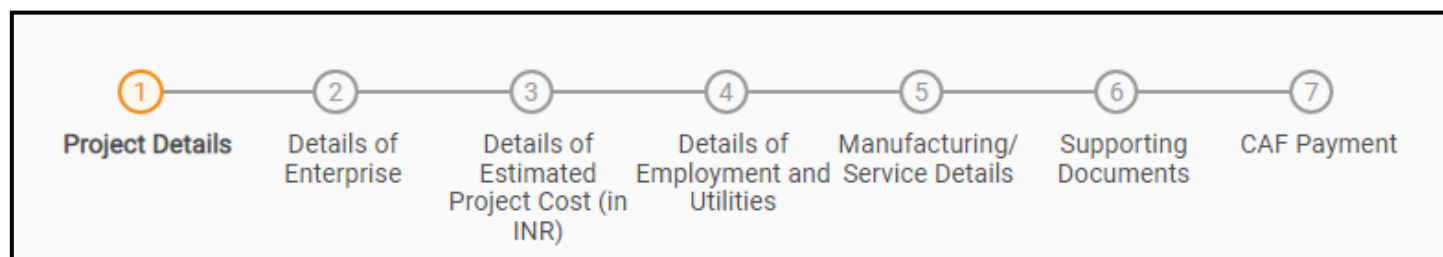 1 2 3 4 5 6 7
Project Details
Details of
Enterprise
Details of
Estimated
Project Cost (in
INR)
Details of
Employment and
Utilities
Manufacturing/
Service Details
Supporting
Documents
CAF Payment